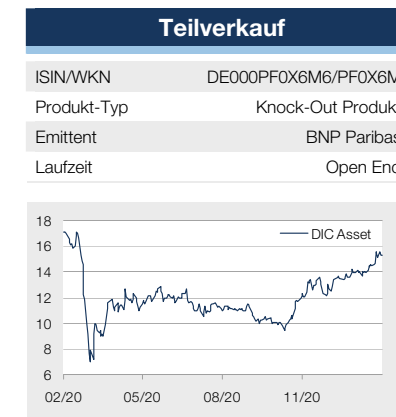 Teilverkauf
ISIN/WKN DE000PF0X6M6/PF0X6M
Produkt-Typ Knock-Out Produk
Emittent BNP Paribas
Laufzeit Open End
18
DIC Asset
16
14
12
10
8
6
02/20 05/20 08/20 11/20